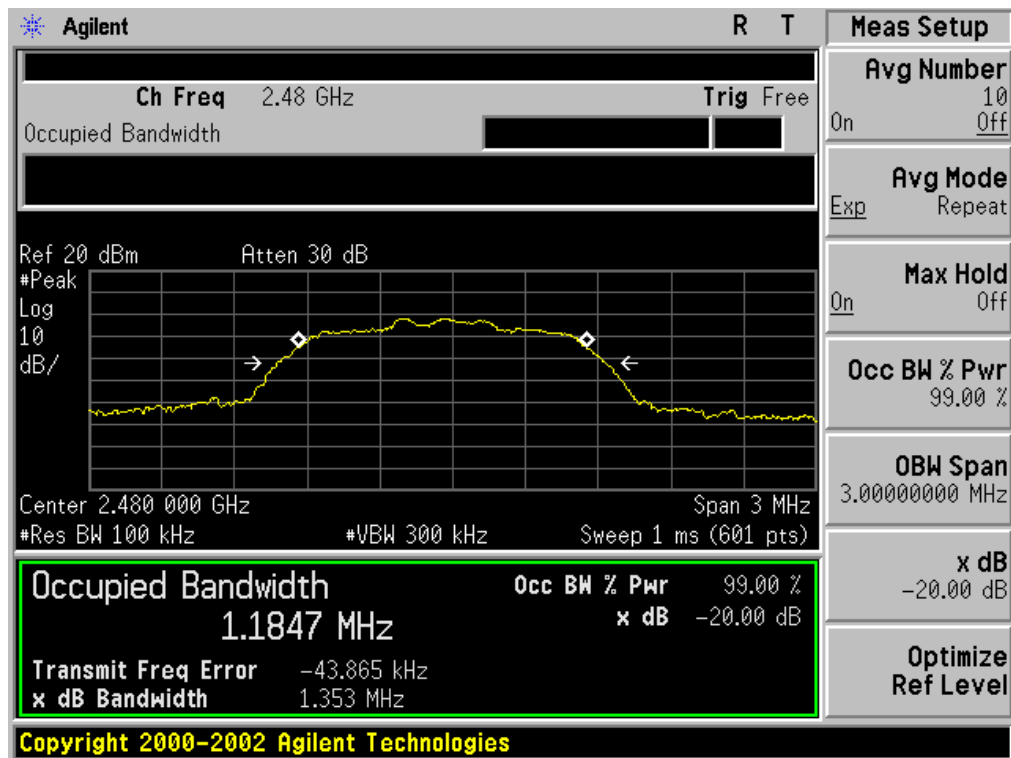 Agilent R T
Ch Freq 2.48 GHz Trig Free
Occupied Bandwidth
Ref 20 dBm Atten 30 dB
#Peak
Log
10
dB/
Center 2.480 000 GHz Span 3 MHz
#Res BW 100 kHz #VBW 300 kHz Sweep 1 ms (601 pts)
Occupied Bandwidth Occ BW % Pwr 99.00 %
1.1847 MHz x dB -20.00 dB
Transmit Freq Error -43.865 kHz
x dB Bandwidth 1.353 MHz
Copyright 2000-2002 Agilent Technologies
Meas Setup
Avg Number
10
On Off
Avg Mode
Exp Repeat
Max Hold
On Off
Occ BW % Pwr
99.00 %
OBW Span
3.00000000 MHz
x dB
-20.00 dB
Optimize
Ref Level